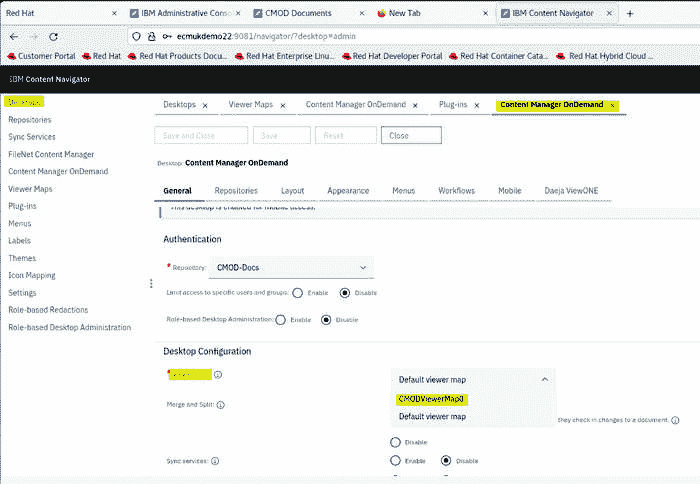 Red Hat
IBM Administrative Conso
CMOD Documents
New Tab
IBM Content Navigator
ecmukdemo22:9081/navigator/?desktop=admin
Customer Portal
Red Hat
Red Hat Products Docu...
Red Hat Enterprise Linu...
Red Hat Developer Portal
Red Hat Container Cata...
Red Hat Hybrid Cloud ...
IBM Content Navigator
Repositories
Sync Services
FileNet Content Manager
Content Manager OnDemand
Viewer Maps
Plug-ins
Menus
Labels
Themes
Icon Mapping
Settings
Role-based Redactions
Role-based Desktop Administration
Desktops
Viewer Maps
Content Manager OnDemand
Plug-ins
Content Manager OnDemand
Save and Close
Save
Reset
Close
Desktop: Content Manager OnDemand
General
Repositories
Layout
Appearance
Menus
Workflows
Mobile
Daeja ViewONE
This desktop is enabled for mobile access.
Authentication
* Repository:
CMOD-Docs
Limit access to specific users and groups:
Enable
Disable
Role-based Desktop Administration:
Enable
Disable
Desktop Configuration
*
Default viewer map
CMODViewerMap0
Default viewer map
Merge and Split:
they check in changes to a document.
Disable
Sync services:
Enable
Disable